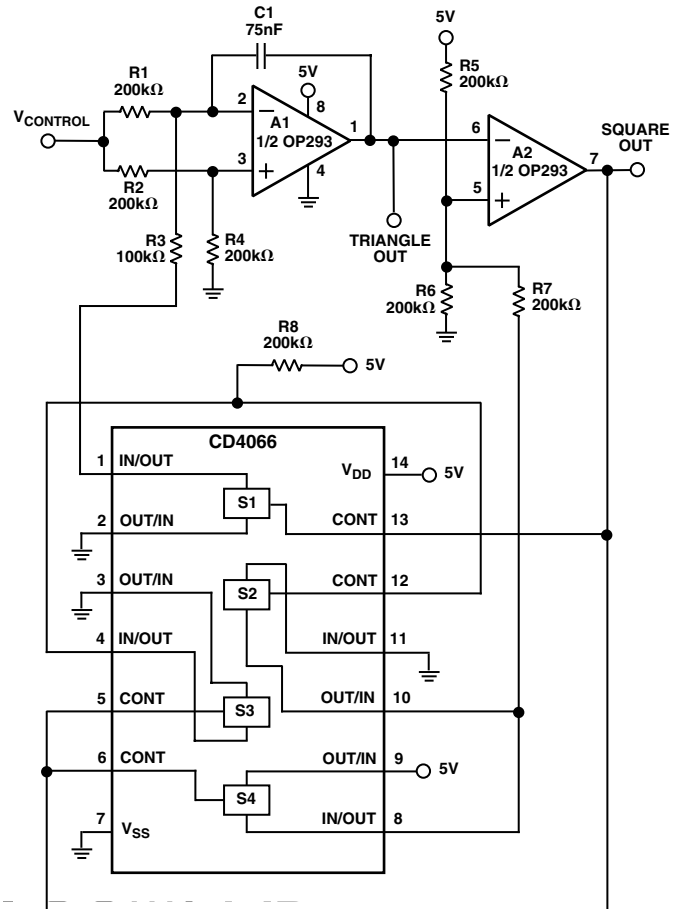 C1
75nF
5V
R5
200kΩ
R1
200kΩ
VCONTROL
5V
2
8
A1
1/2 OP293
1
6
A2
1/2 OP293
7
SQUARE
OUT
3
4
5
R2
200kΩ
R3
100kΩ
R4
200kΩ
TRIANGLE
OUT
R6
200kΩ
R7
200kΩ
R8
200kΩ
5V
CD4066
1
IN/OUT
VDD
14
5V
S1
2
OUT/IN
CONT
13
3
OUT/IN
S2
CONT
12
4
IN/OUT
IN/OUT
11
5
CONT
S3
OUT/IN
10
6
CONT
OUT/IN
9
5V
S4
7
VSS
IN/OUT
8